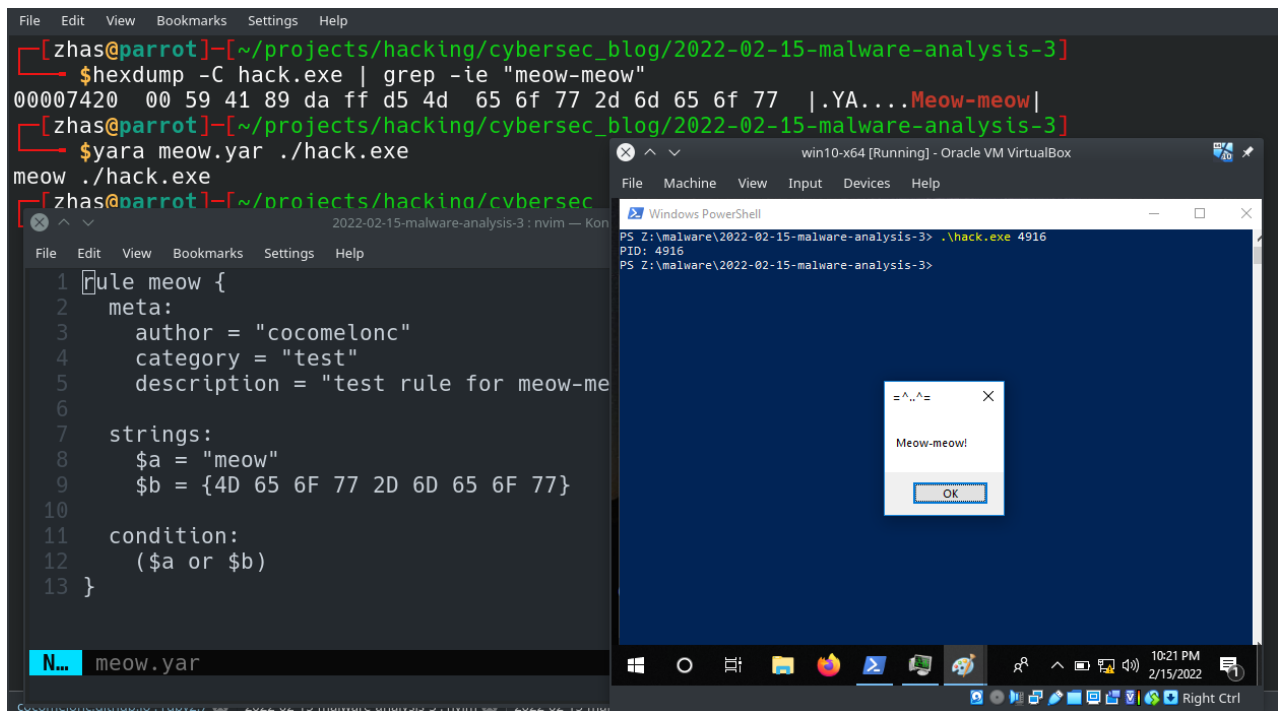 File Edit View Bookmarks Settings Help
[zhas@parrot]-[~/projects/hacking/cybersec_blog/2022-02-15-malware-analysis-3]
$hexdump -C hack.exe | grep -ie "meow-meow"
00007420  00 59 41 89 da ff d5 4d  65 6f 77 2d 6d 65 6f 77  |.YA....Meow-meow|
[zhas@parrot]-[~/projects/hacking/cybersec_blog/2022-02-15-malware-analysis-3]
$yara meow.yar ./hack.exe
meow ./hack.exe
[zhas@parrot]-[~/projects/hacking/cybersec
2022-02-15-malware-analysis-3 : nvim — Kon
File Edit View Bookmarks Settings Help
1 rule meow {
2   meta:
3     author = "cocomelonc"
4     category = "test"
5     description = "test rule for meow-me
6
7   strings:
8     $a = "meow"
9     $b = {4D 65 6F 77 2D 6D 65 6F 77}
10
11   condition:
12     ($a or $b)
13 }
N... meow.yar
win10-x64 [Running] - Oracle VM VirtualBox
File Machine View Input Devices Help
Windows PowerShell
PS Z:\malware\2022-02-15-malware-analysis-3> .\hack.exe 4916
PID: 4916
PS Z:\malware\2022-02-15-malware-analysis-3>
=^..^=
Meow-meow!
OK
10:21 PM
2/15/2022
1
Right Ctrl